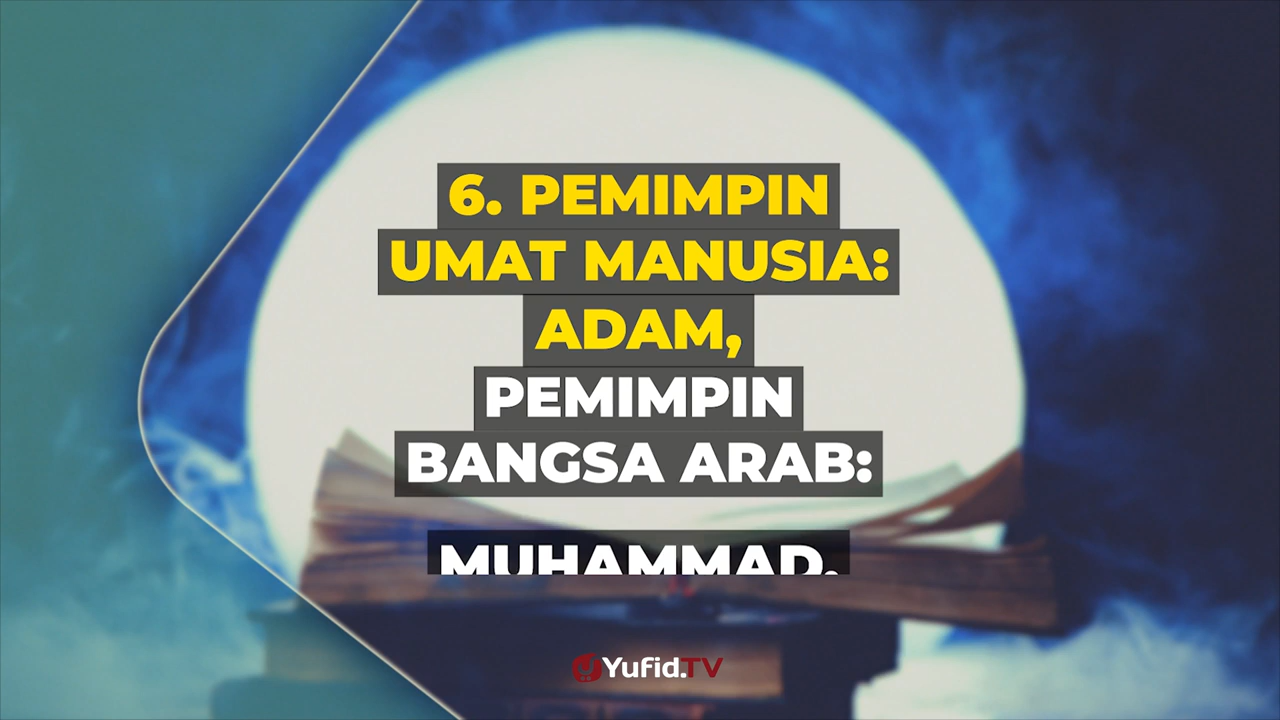 6. PEMIMPIN
UMAT MANUSIA:
ADAM,
PEMIMPIN
BANGSA ARAB:
MUHAMMAD,
Yufid.TV